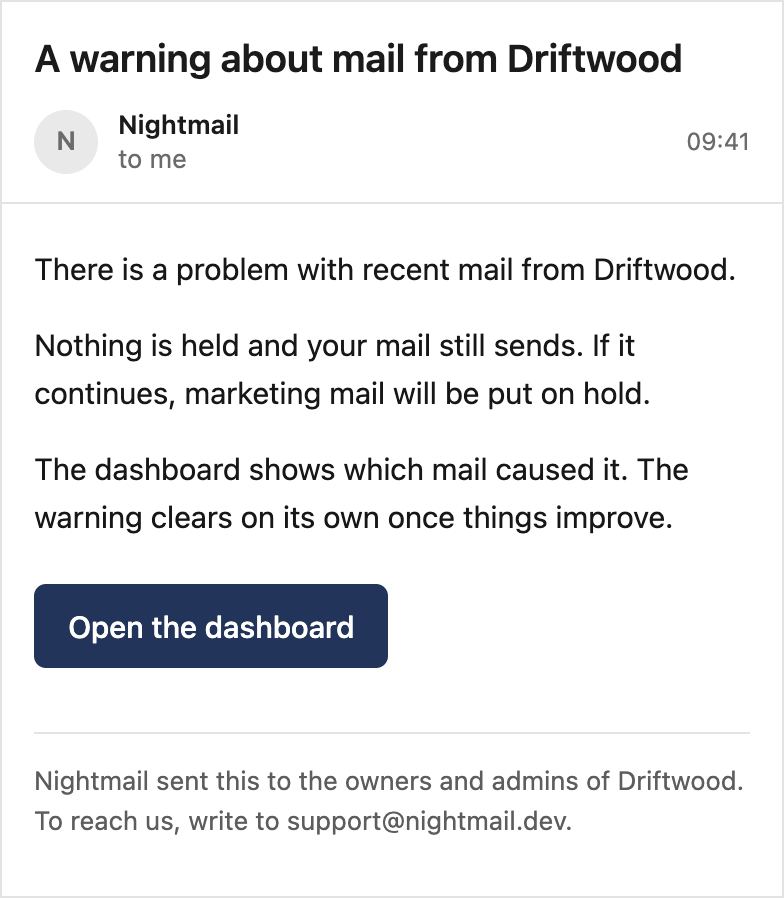 A warning about mail from Driftwood
N
Nightmail
to me
09:41
There is a problem with recent mail from Driftwood.
Nothing is held and your mail still sends. If it
continues, marketing mail will be put on hold.
The dashboard shows which mail caused it. The
warning clears on its own once things improve.
Open the dashboard
Nightmail sent this to the owners and admins of Driftwood.
To reach us, write to support@nightmail.dev.